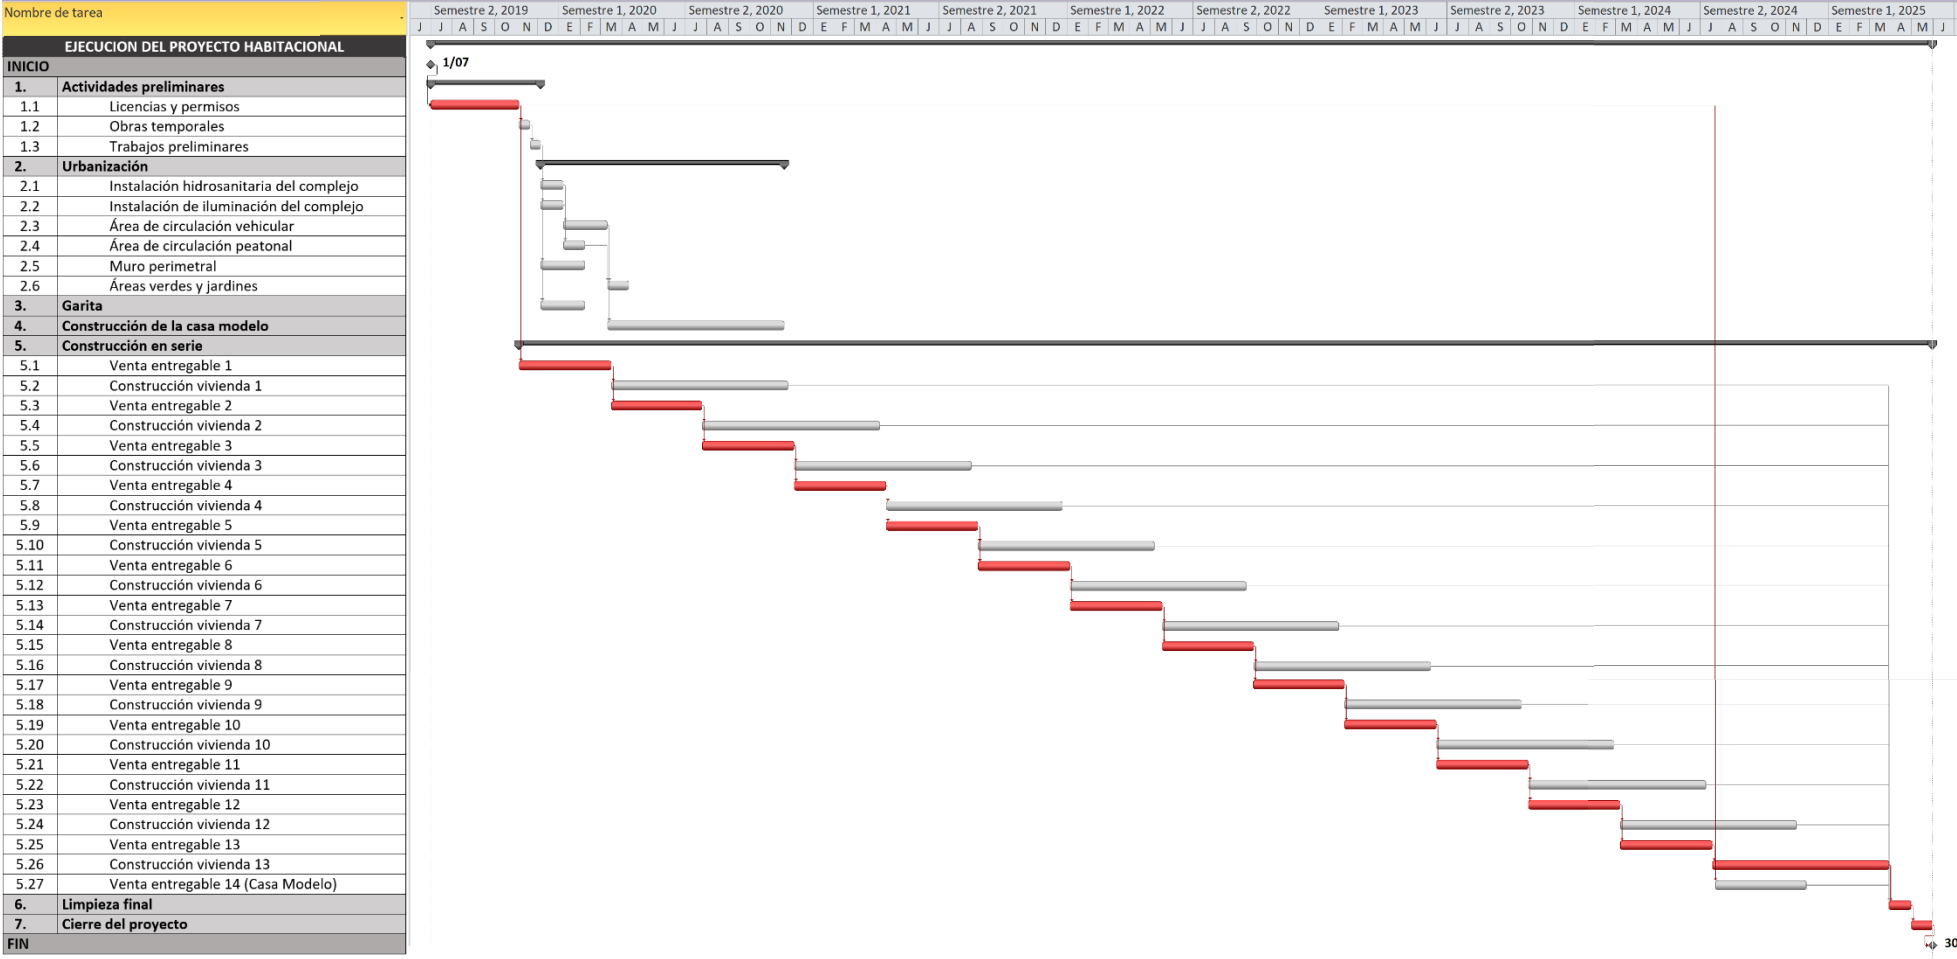 Nombre de tarea
Semestre 2, 2019 Semestre 1, 2020 Semestre 2, 2020 Semestre 1, 2021 Semestre 2, 2021 Semestre 1, 2022 Semestre 2, 2022 Semestre 1, 2023 Semestre 2, 2023 Semestre 1, 2024 Semestre 2, 2024 Semestre 1, 2025
J J A S O N D E F M A M J J A S O N D E F M A M J J A S O N D E F M A M J J A S O N D E F M A M J J A S O N D E F M A M J J A S O N D E F M A M J
EJECUCION DEL PROYECTO HABITACIONAL
INICIO
1/07
1. Actividades preliminares
1.1 Licencias y permisos
1.2 Obras temporales
1.3 Trabajos preliminares
2. Urbanización
2.1 Instalación hidrosanitaria del complejo
2.2 Instalación de iluminación del complejo
2.3 Área de circulación vehicular
2.4 Área de circulación peatonal
2.5 Muro perimetral
2.6 Áreas verdes y jardines
3. Garita
4. Construcción de la casa modelo
5. Construcción en serie
5.1 Venta entregable 1
5.2 Construcción vivienda 1
5.3 Venta entregable 2
5.4 Construcción vivienda 2
5.5 Venta entregable 3
5.6 Construcción vivienda 3
5.7 Venta entregable 4
5.8 Construcción vivienda 4
5.9 Venta entregable 5
5.10 Construcción vivienda 5
5.11 Venta entregable 6
5.12 Construcción vivienda 6
5.13 Venta entregable 7
5.14 Construcción vivienda 7
5.15 Venta entregable 8
5.16 Construcción vivienda 8
5.17 Venta entregable 9
5.18 Construcción vivienda 9
5.19 Venta entregable 10
5.20 Construcción vivienda 10
5.21 Venta entregable 11
5.22 Construcción vivienda 11
5.23 Venta entregable 12
5.24 Construcción vivienda 12
5.25 Venta entregable 13
5.26 Construcción vivienda 13
5.27 Venta entregable 14 (Casa Modelo)
6. Limpieza final
7. Cierre del proyecto
FIN
30